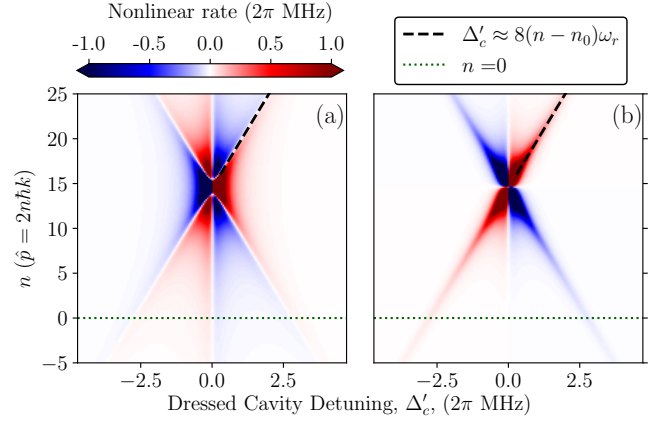 Nonlinear rate (2π MHz)
-1.0 -0.5 0.0 0.5 1.0
Δ′c ≈ 8(n − n0)ωr
n =0
25
20
15
10
5
0
−5
n (p̂ = 2nħk)
(a)
(b)
−2.5 0.0 2.5
−2.5 0.0 2.5
Dressed Cavity Detuning, Δ′c, (2π MHz)